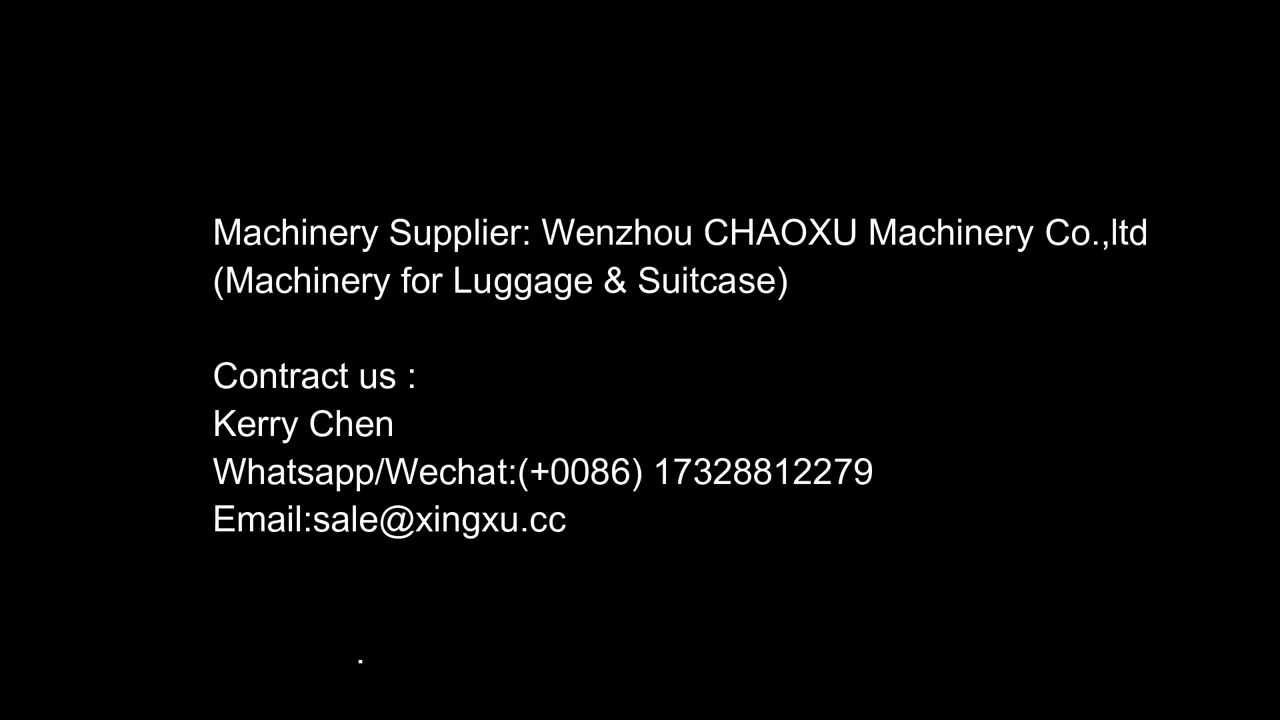 Machinery Supplier: Wenzhou CHAOXU Machinery Co.,ltd
(Machinery for Luggage & Suitcase)
Contract us :
Kerry Chen
Whatsapp/Wechat:(+0086) 17328812279
Email:sale@xingxu.cc
.